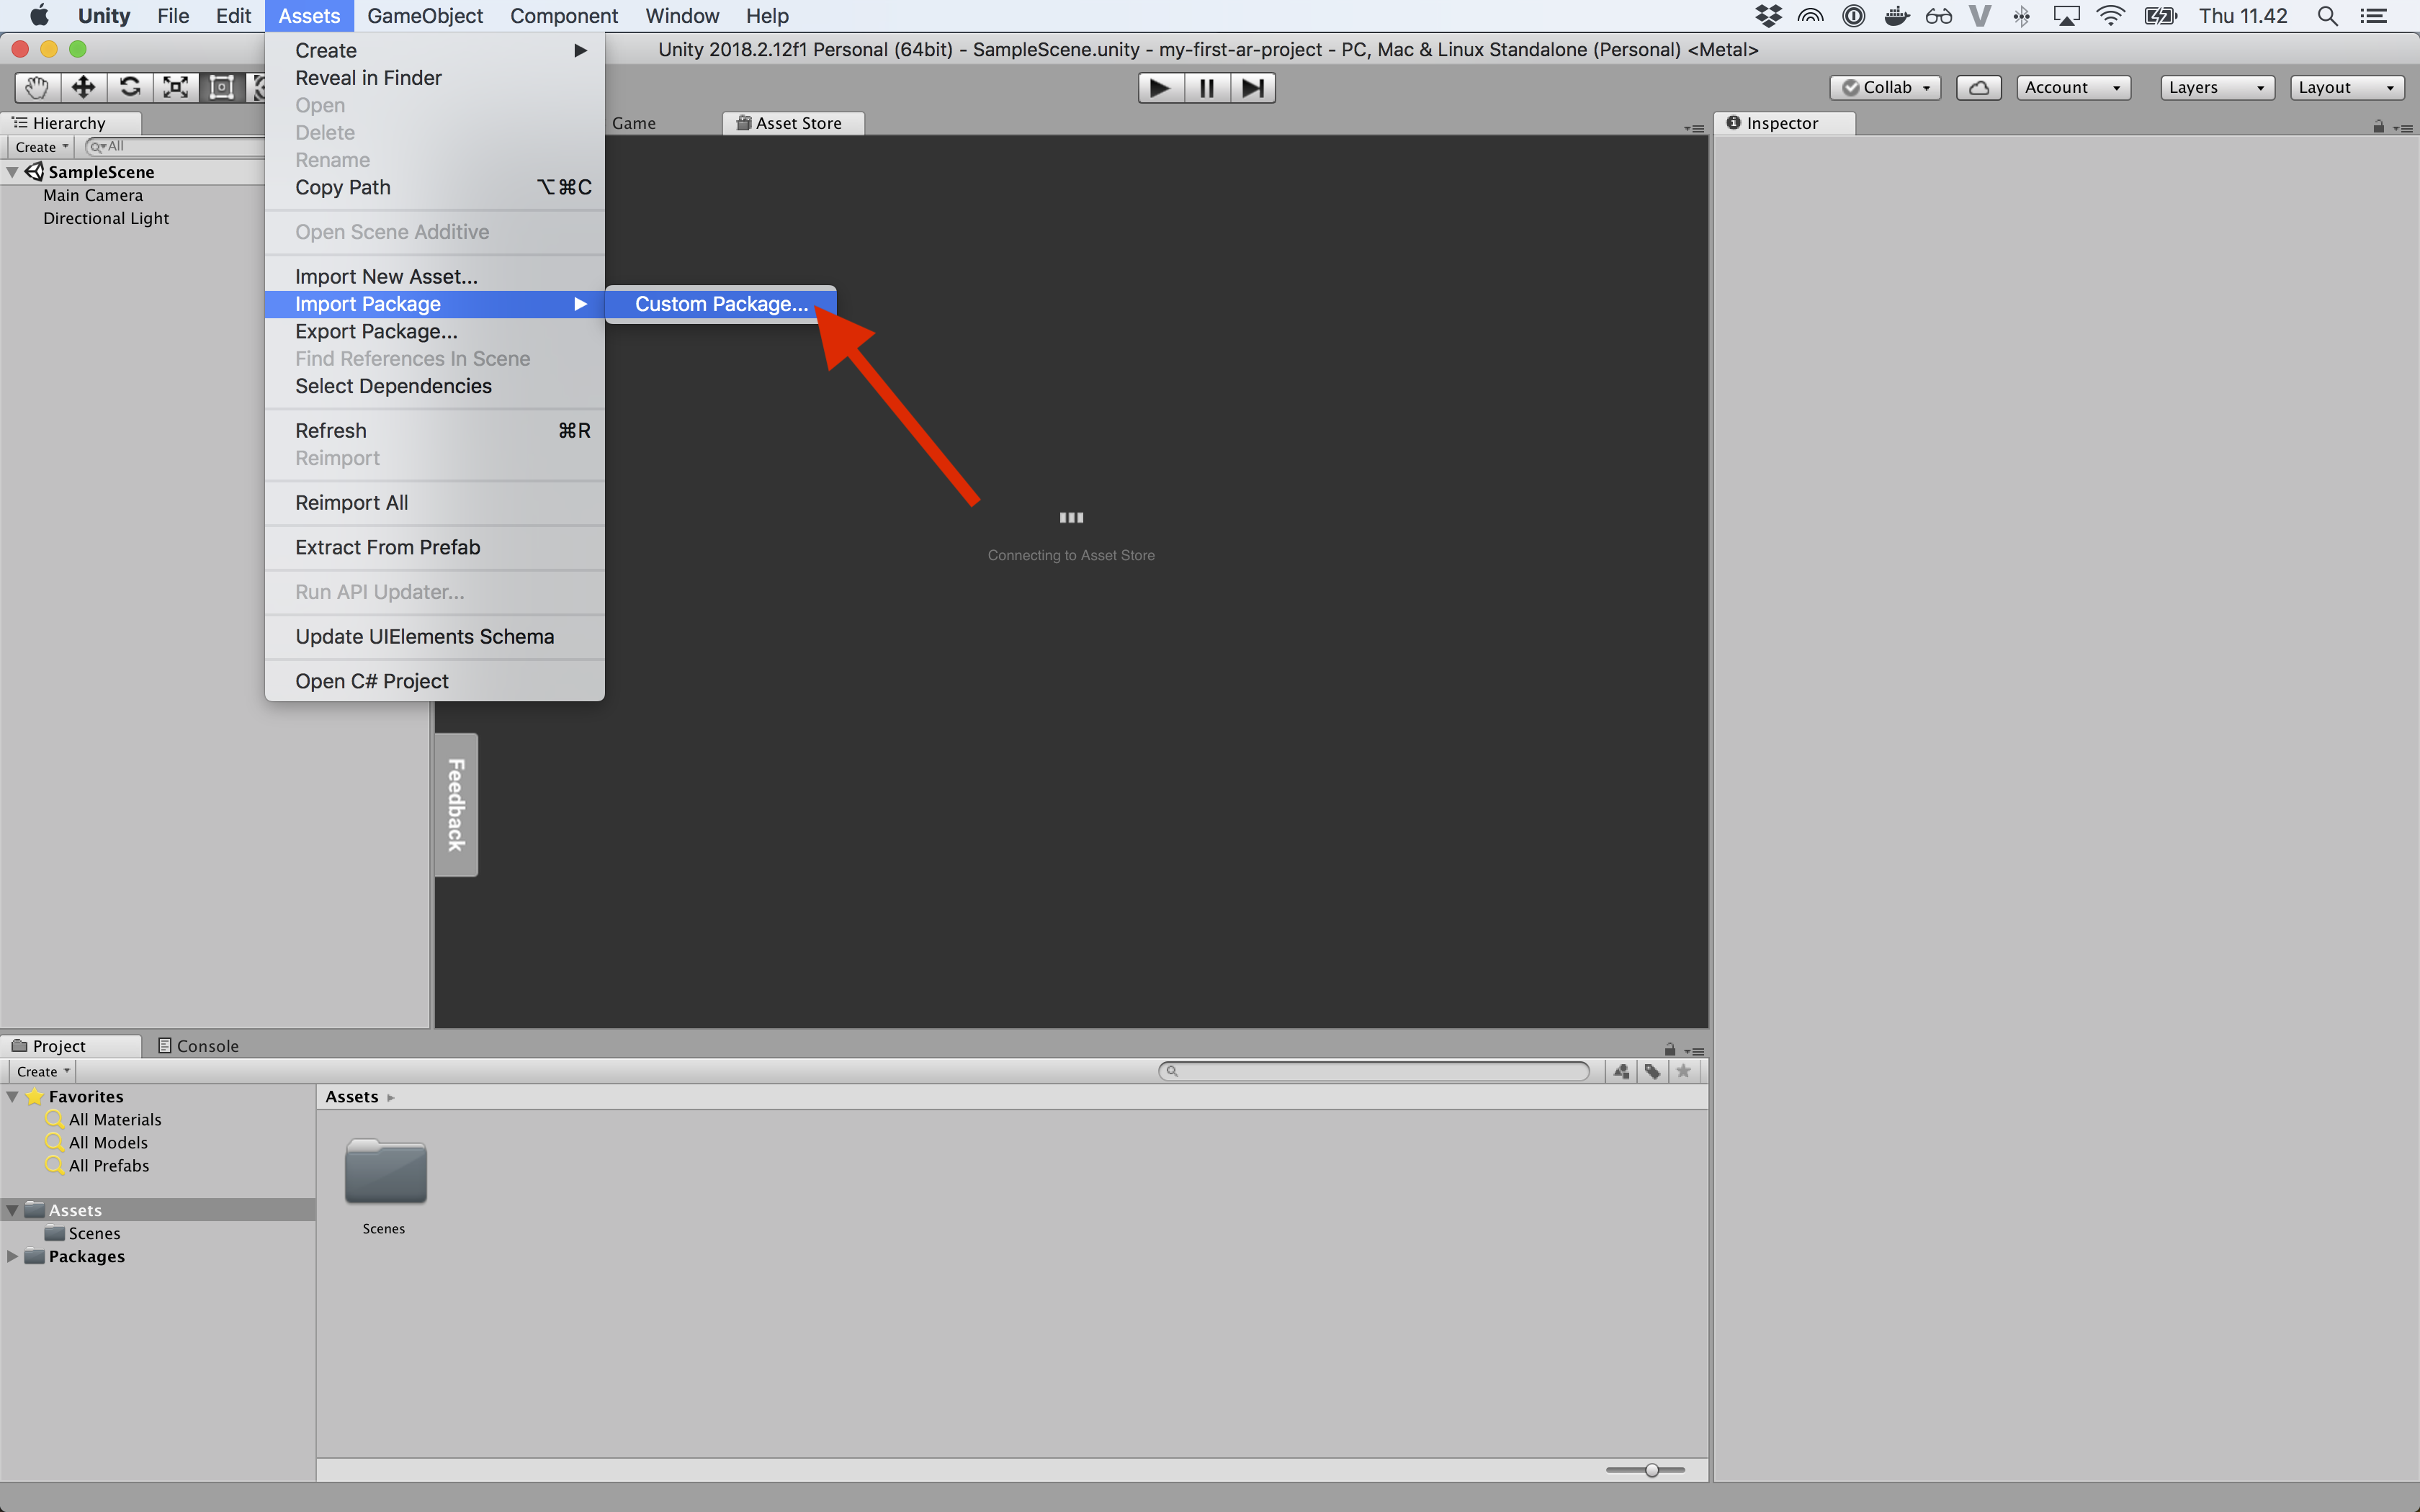 Unity File Edit Assets GameObject Component Window Help Thu 11.42
Unity 2018.2.12f1 Personal (64bit) - SampleScene.unity - my-first-ar-project - PC, Mac & Linux Standalone (Personal) <Metal>
Collab Account Layers Layout
Hierarchy
Create All
SampleScene
Main Camera
Directional Light
Create
Reveal in Finder
Open
Delete
Rename
Copy Path ⌥⌘C
Open Scene Additive
Import New Asset...
Import Package
Custom Package...
Export Package...
Find References In Scene
Select Dependencies
Refresh ⌘R
Reimport
Reimport All
Extract From Prefab
Run API Updater...
Update UIElements Schema
Open C# Project
Game
Asset Store
Connecting to Asset Store
Feedback
Inspector
Project Console
Create
Favorites
All Materials
All Models
All Prefabs
Assets
Scenes
Packages
Assets
Scenes